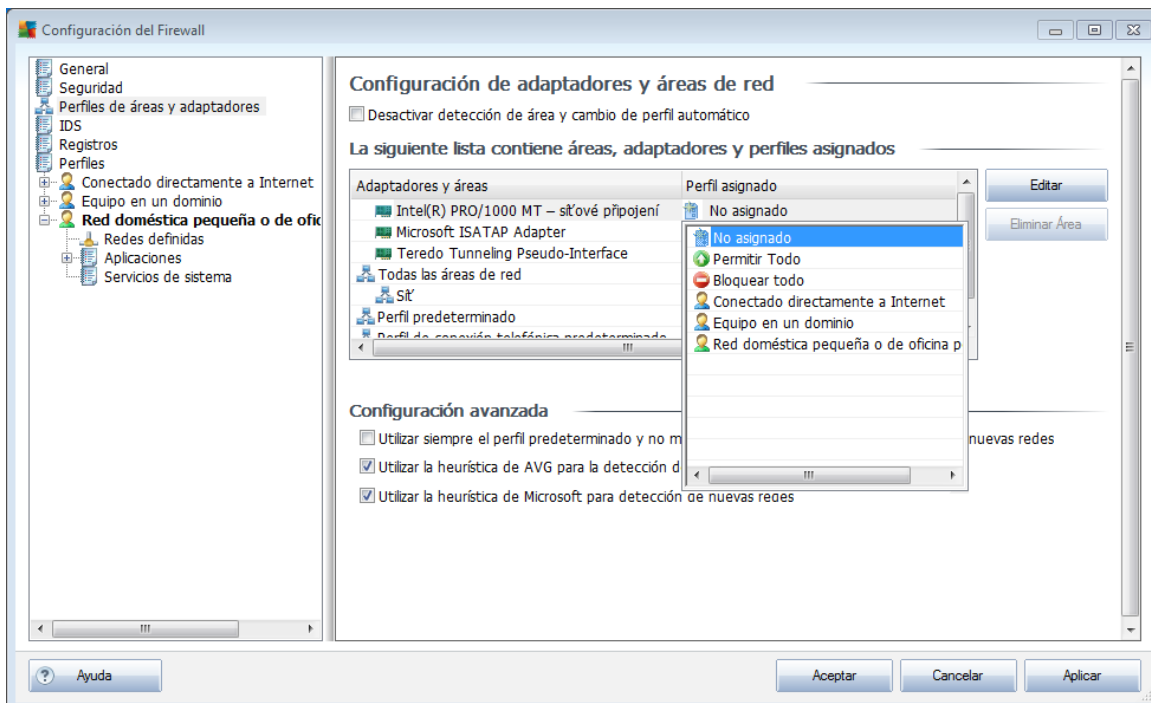 Configuración del Firewall
General
Seguridad
Perfiles de áreas y adaptadores
IDS
Registros
Perfiles
Conectado directamente a Internet
Equipo en un dominio
Red doméstica pequeña o de ofic
Redes definidas
Aplicaciones
Servicios de sistema
Configuración de adaptadores y áreas de red
Desactivar detección de área y cambio de perfil automático
La siguiente lista contiene áreas, adaptadores y perfiles asignados
Adaptadores y áreas Perfil asignado
Intel(R) PRO/1000 MT – síťové připojení No asignado
Microsoft ISATAP Adapter
Teredo Tunneling Pseudo-Interface
Todas las áreas de red
Síť
Perfil predeterminado
Perfil de conexión telefónica predeterminado
No asignado
Permitir Todo
Bloquear todo
Conectado directamente a Internet
Equipo en un dominio
Red doméstica pequeña o de oficina p
Editar
Eliminar Área
Configuración avanzada
Utilizar siempre el perfil predeterminado y no m nuevas redes
Utilizar la heurística de AVG para la detección d
Utilizar la heurística de Microsoft para detección de nuevas redes
Ayuda
Aceptar
Cancelar
Aplicar